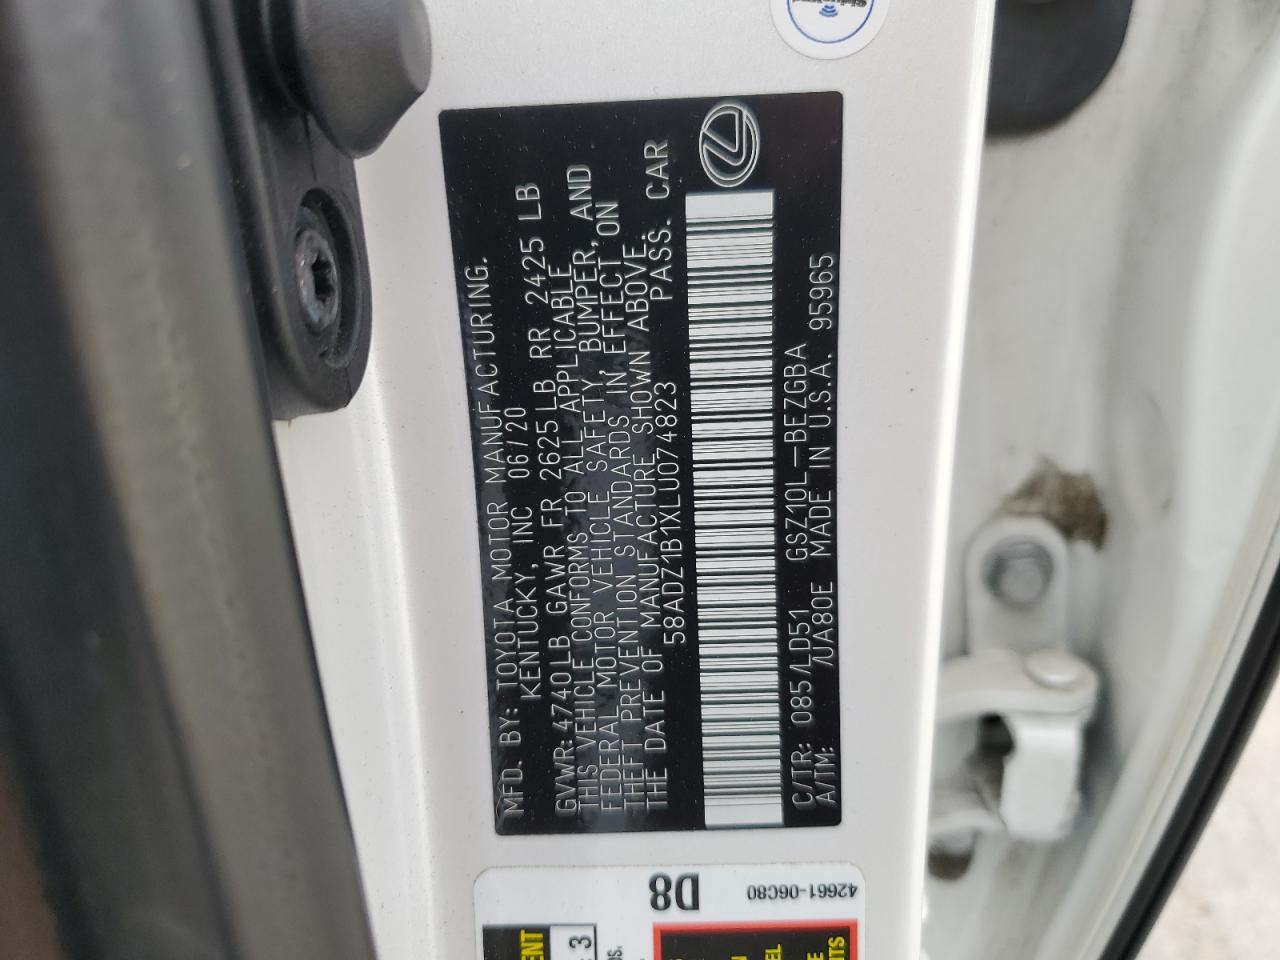 MFD. BY: TOYOTA MOTOR MANUFACTURING.
KENTUCKY, INC 06/20
GVWR: 4740LB GAWR FR 2625LB RR 2425 LB
THIS VEHICLE CONFORMS TO ALL APPLICABLE
FEDERAL MOTOR VEHICLE SAFETY, BUMPER, AND
THEFT PREVENTION STANDARDS IN EFFECT ON
THE DATE OF MANUFACTURE SHOWN ABOVE.
58ADZ1B1XLU074823 PASS. CAR
C/TR: 085/LD51 GSZ10L-BEZGBA
A/TM: /UA80E MADE IN U.S.A. 95965
D8
42661-06C80
3